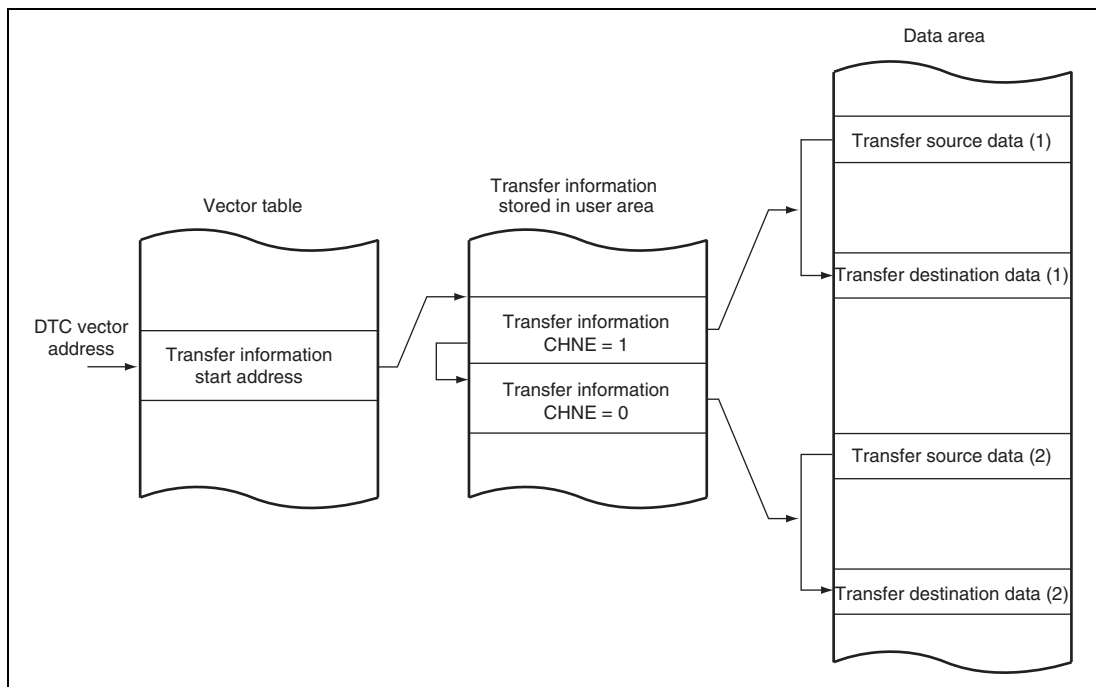 Data area
Transfer source data (1)
Transfer destination data (1)
Transfer source data (2)
Transfer destination data (2)
Transfer information
stored in user area
Transfer information
CHNE = 1
Transfer information
CHNE = 0
Vector table
DTC vector
address
Transfer information
start address